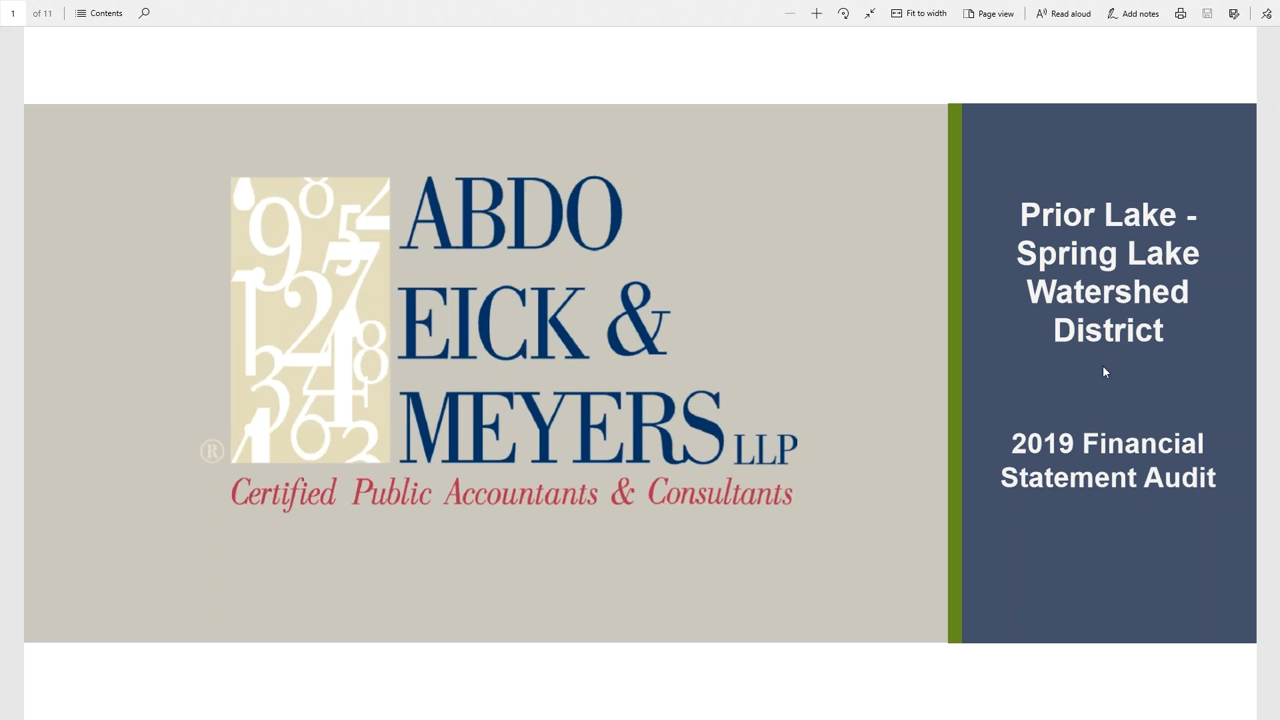 1 of 11 Contents Fit to width Page view Read aloud Add notes
ABDO
EICK &
MEYERS LLP
®
Certified Public Accountants & Consultants
Prior Lake -
Spring Lake
Watershed
District
2019 Financial
Statement Audit